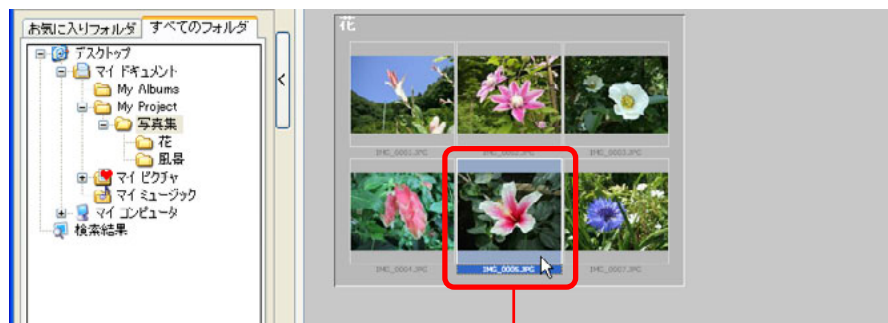 お気に入りフォルダ すべてのフォルダ
デスクトップ
マイ ドキュメント
My Albums
My Project
写真集
花
風景
マイ ピクチャ
マイ ミュージック
マイ コンピュータ
検索結果
<
花
IMG_0001.JPG IMG_0002.JPG IMG_0003.JPG
IMG_0004.JPG IMG_0006.JPG IMG_0007.JPG